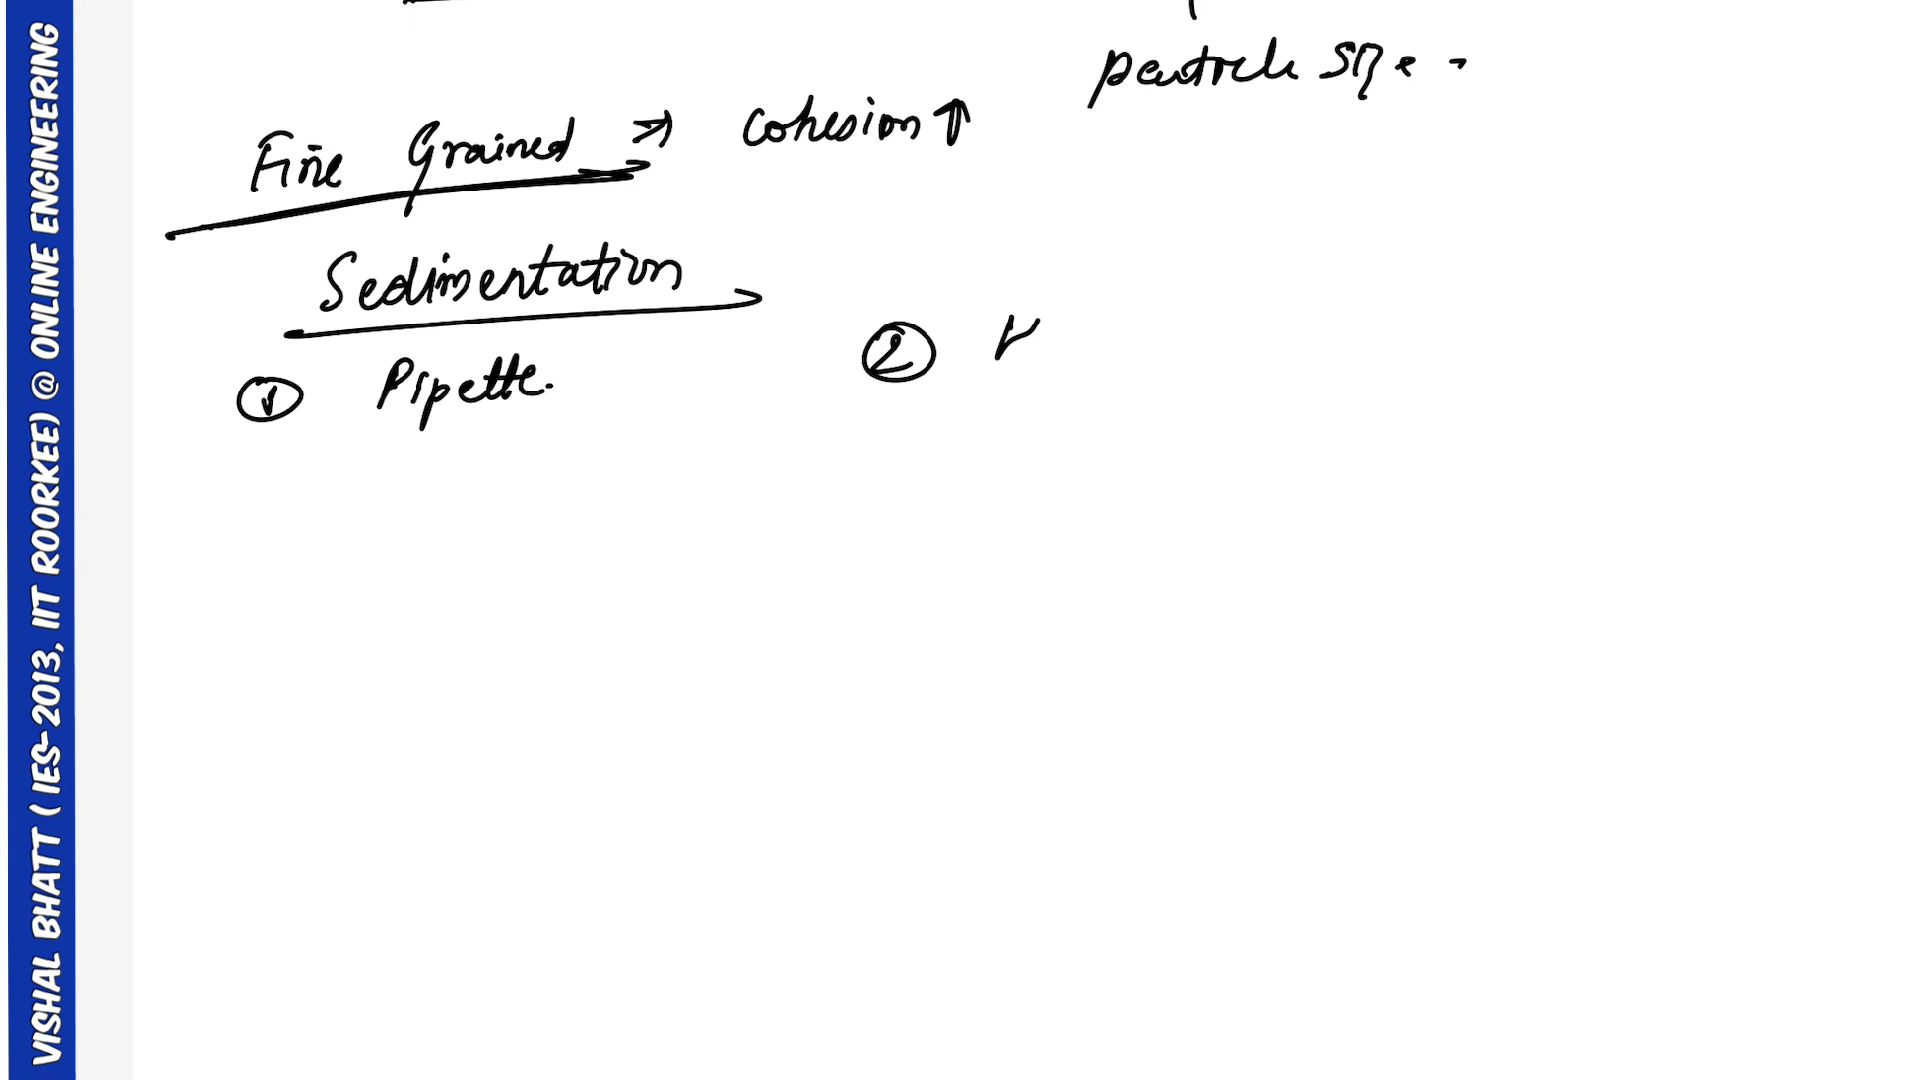 particle size -
Fine Grained => cohesion ↑
Sedimentation
① Pipette. ②
VISHAL BHATT ( IES-2013, IIT ROORKEE) @ ONLINE ENGINEERING